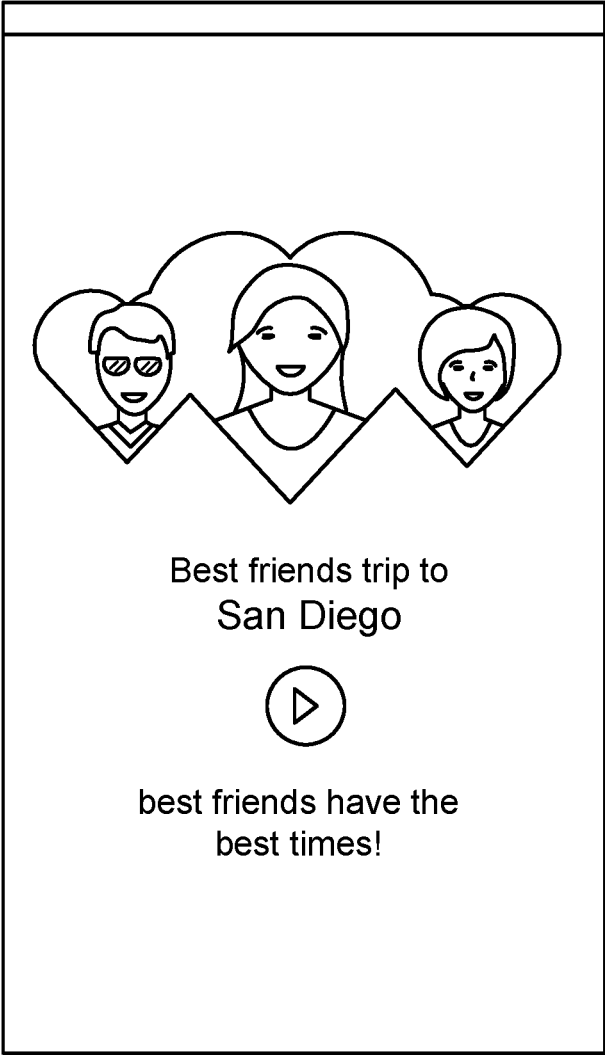 Best friends trip to
San Diego
best friends have the
best times!